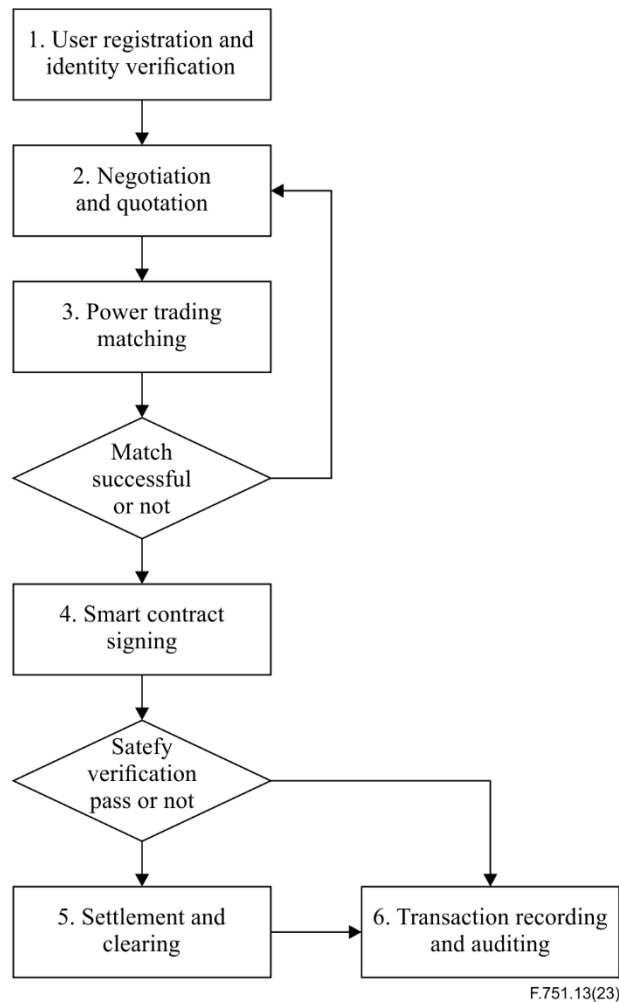 1. User registration and
identity verification
2. Negotiation
and quotation
3. Power trading
matching
Match
successful
or not
4. Smart contract
signing
Satefy
verification
pass or not
5. Settlement and
clearing
6. Transaction recording
and auditing
F.751.13(23)